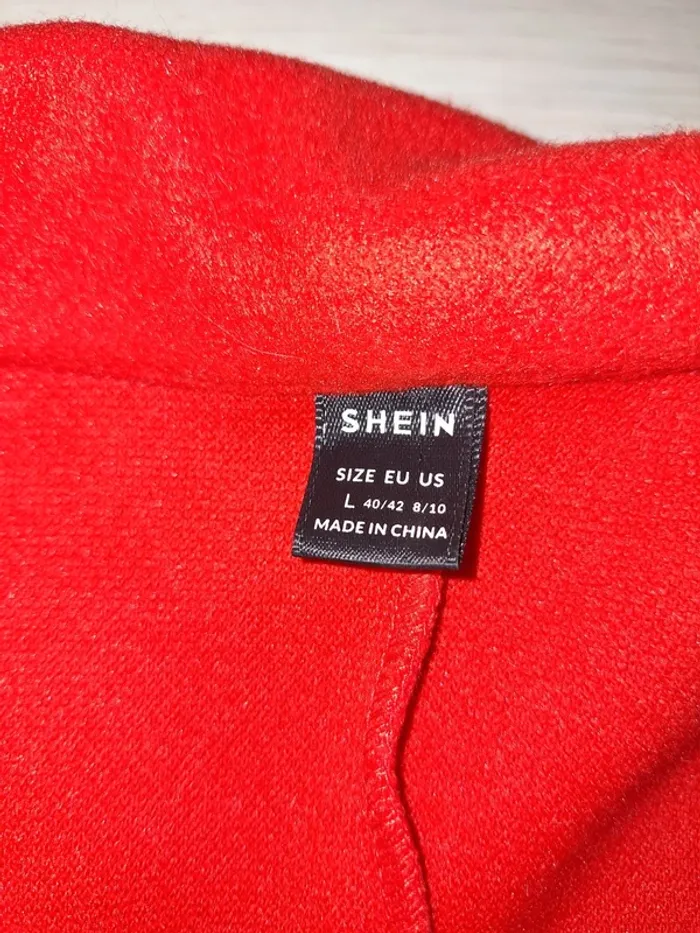 SHEIN
SIZE EU US
L 40/42 8/10
MADE IN CHINA